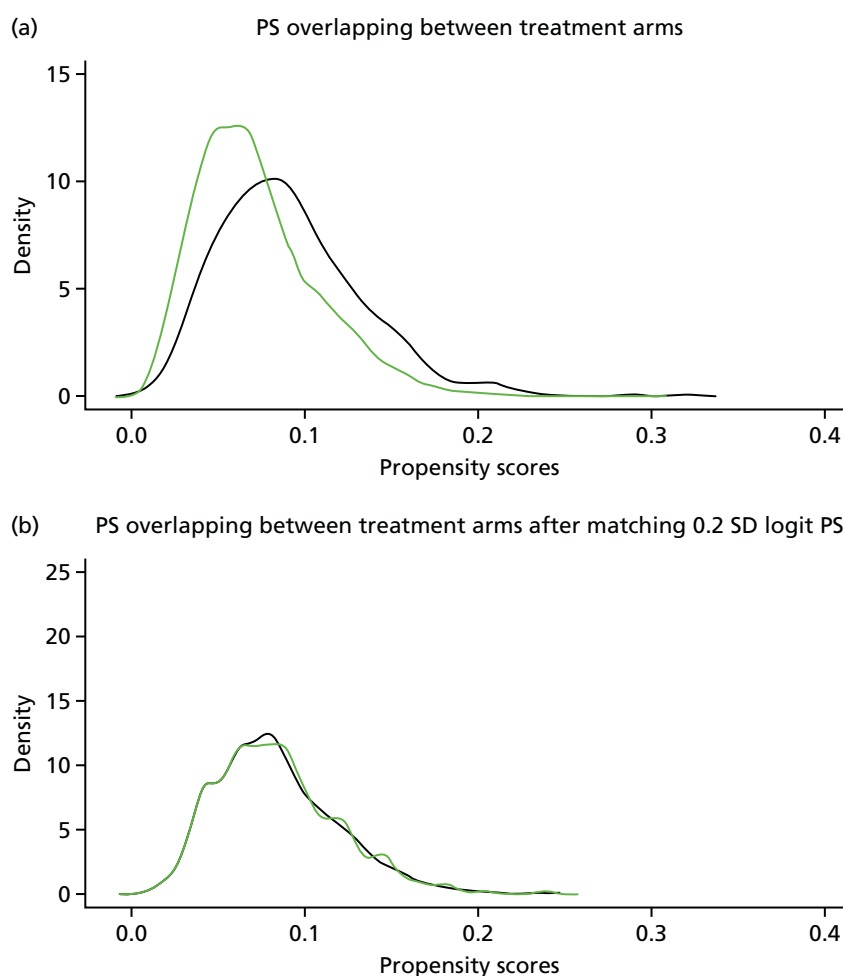 (a) PS overlapping between treatment arms
15
10
5
0
Density
0.0 0.1 0.2 0.3 0.4
Propensity scores
(b) PS overlapping between treatment arms after matching 0.2 SD logit PS
25
20
15
10
5
0
Density
0.0 0.1 0.2 0.3 0.4
Propensity scores